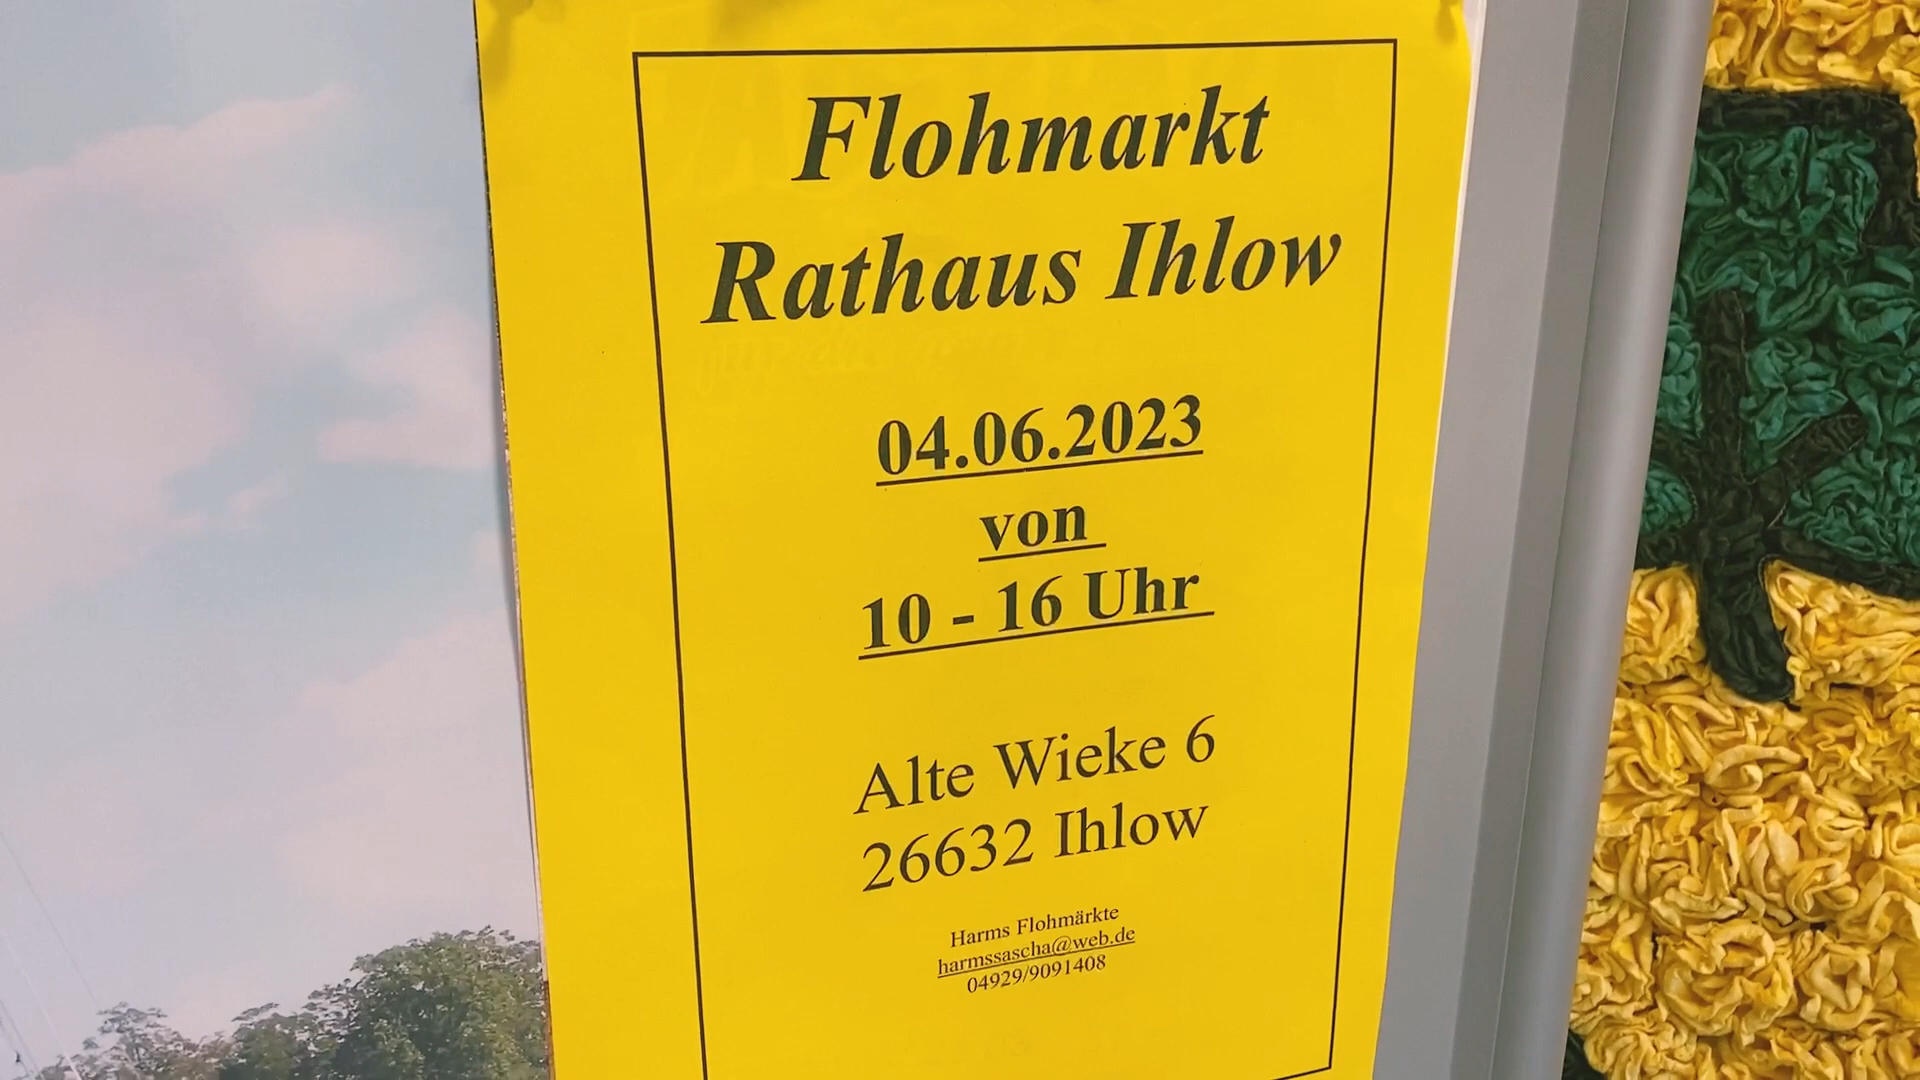 Flohmarkt
Rathaus Ihlow
04.06.2023
von
10 - 16 Uhr
Alte Wieke 6
26632 Ihlow
Harms Flohmärkte
harmssascha@web.de
04929/9091408